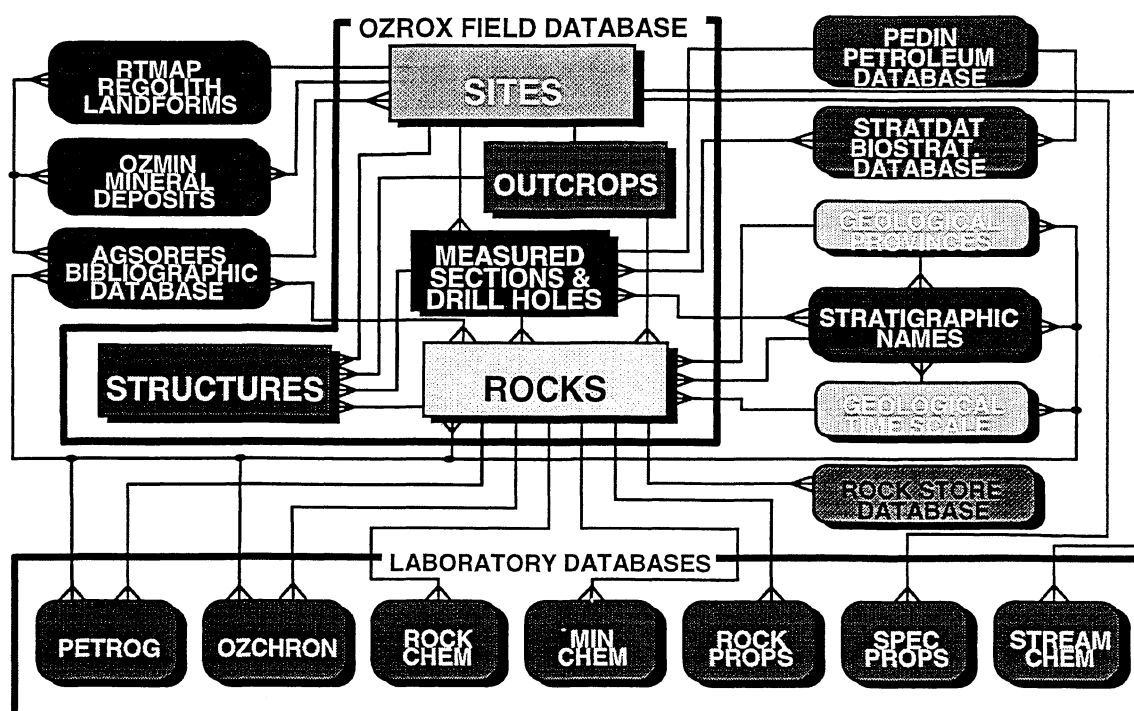 OZROX FIELD DATABASE
SITES
OUTCROPS
MEASURED
SECTIONS &
DRILL HOLES
STRUCTURES
ROCKS
RTMAP
REGOLITH
LANDFORMS
OZMIN
MINERAL
DEPOSITS
AGSOREFS
BIBLIOGRAPHIC
DATABASE
PEDIN
PETROLEUM
DATABASE
STRATDAT
BIOSTRAT.
DATABASE
GEOLOGICAL
PROVINCES
STRATIGRAPHIC
NAMES
GEOLOGICAL
TIME SCALE
ROCK STORE
DATABASE
LABORATORY DATABASES
PETROG
OZCHRON
ROCK
CHEM
MIN
CHEM
ROCK
PROPS
SPEC
PROPS
STREAM
CHEM